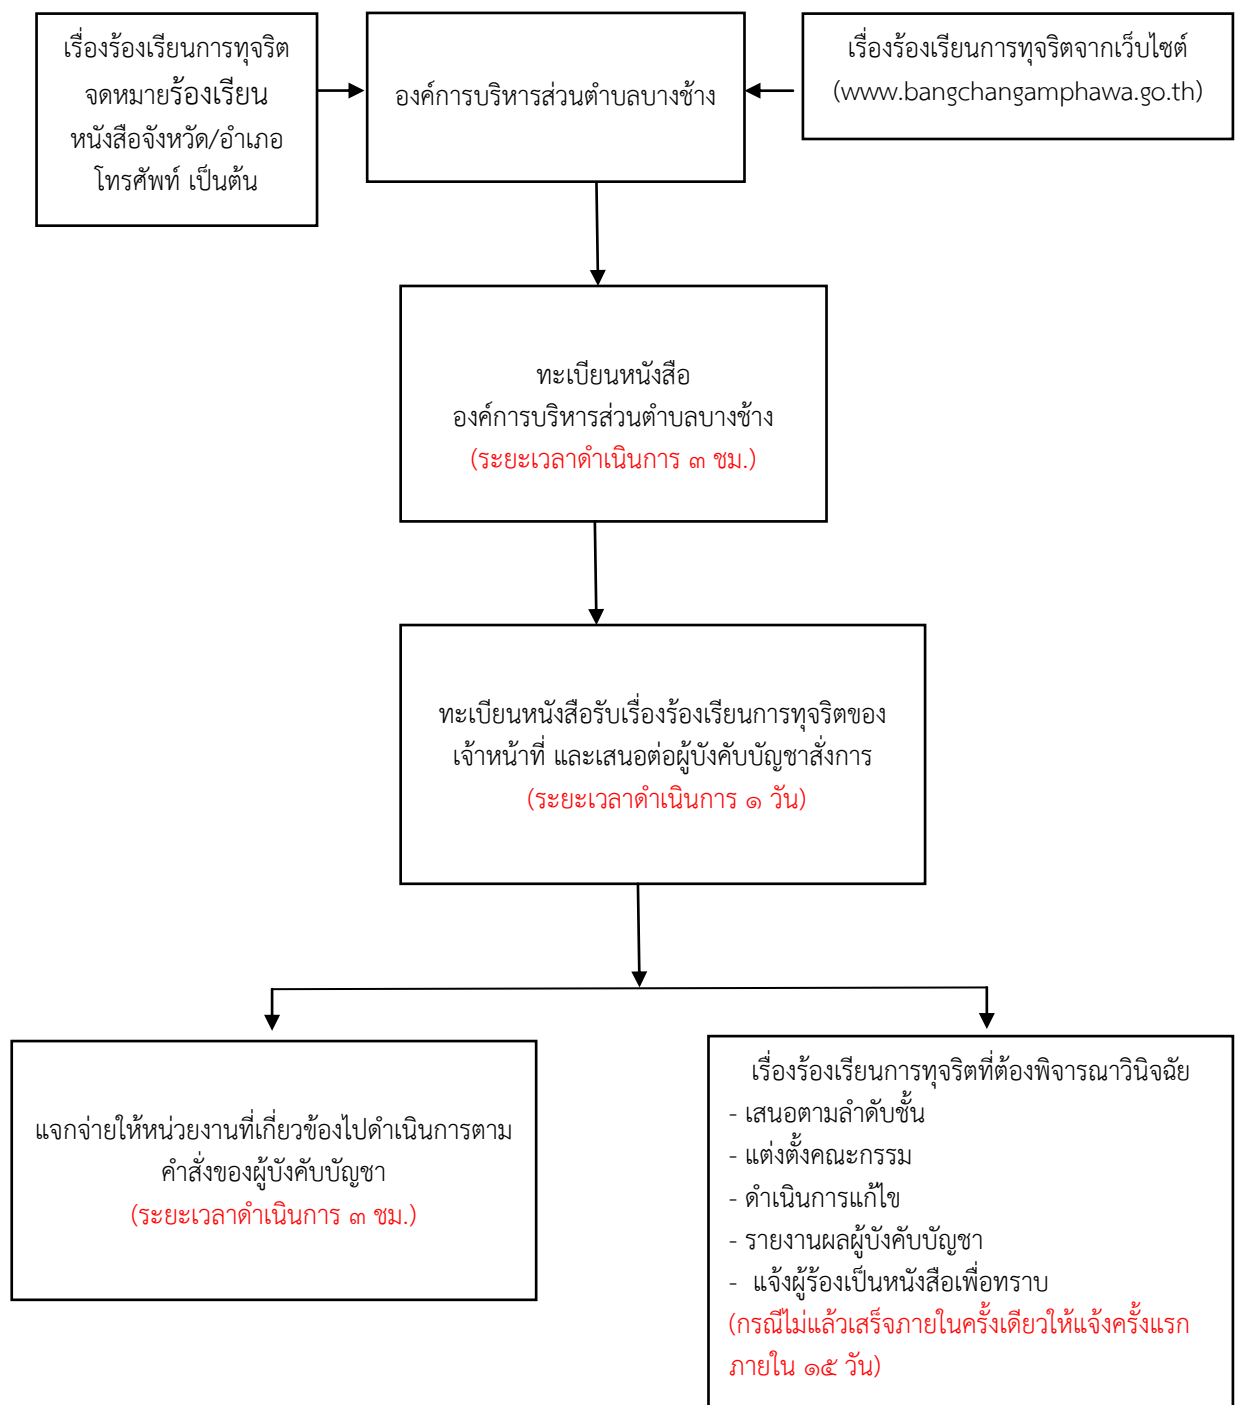 เรื่องร้องเรียนการทุจริต
จดหมายร้องเรียน
หนังสือจังหวัด/อำเภอ
โทรศัพท์ เป็นต้น
องค์การบริหารส่วนตำบลบางช้าง
เรื่องร้องเรียนการทุจริตจากเว็บไซต์
(www.bangchangamphawa.go.th)
ทะเบียนหนังสือ
องค์การบริหารส่วนตำบลบางช้าง
(ระยะเวลาดำเนินการ ๓ ชม.)
ทะเบียนหนังสือรับเรื่องร้องเรียนการทุจริตของ
เจ้าหน้าที่ และเสนอต่อผู้บังคับบัญชาสั่งการ
(ระยะเวลาดำเนินการ ๑ วัน)
แจกจ่ายให้หน่วยงานที่เกี่ยวข้องไปดำเนินการตาม
คำสั่งของผู้บังคับบัญชา
(ระยะเวลาดำเนินการ ๓ ชม.)
เรื่องร้องเรียนการทุจริตที่ต้องพิจารณาวินิจฉัย
- เสนอตามลำดับชั้น
- แต่งตั้งคณะกรรม
- ดำเนินการแก้ไข
- รายงานผลผู้บังคับบัญชา
- แจ้งผู้ร้องเป็นหนังสือเพื่อทราบ
(กรณีไม่แล้วเสร็จภายในครั้งเดียวให้แจ้งครั้งแรก
ภายใน ๑๕ วัน)